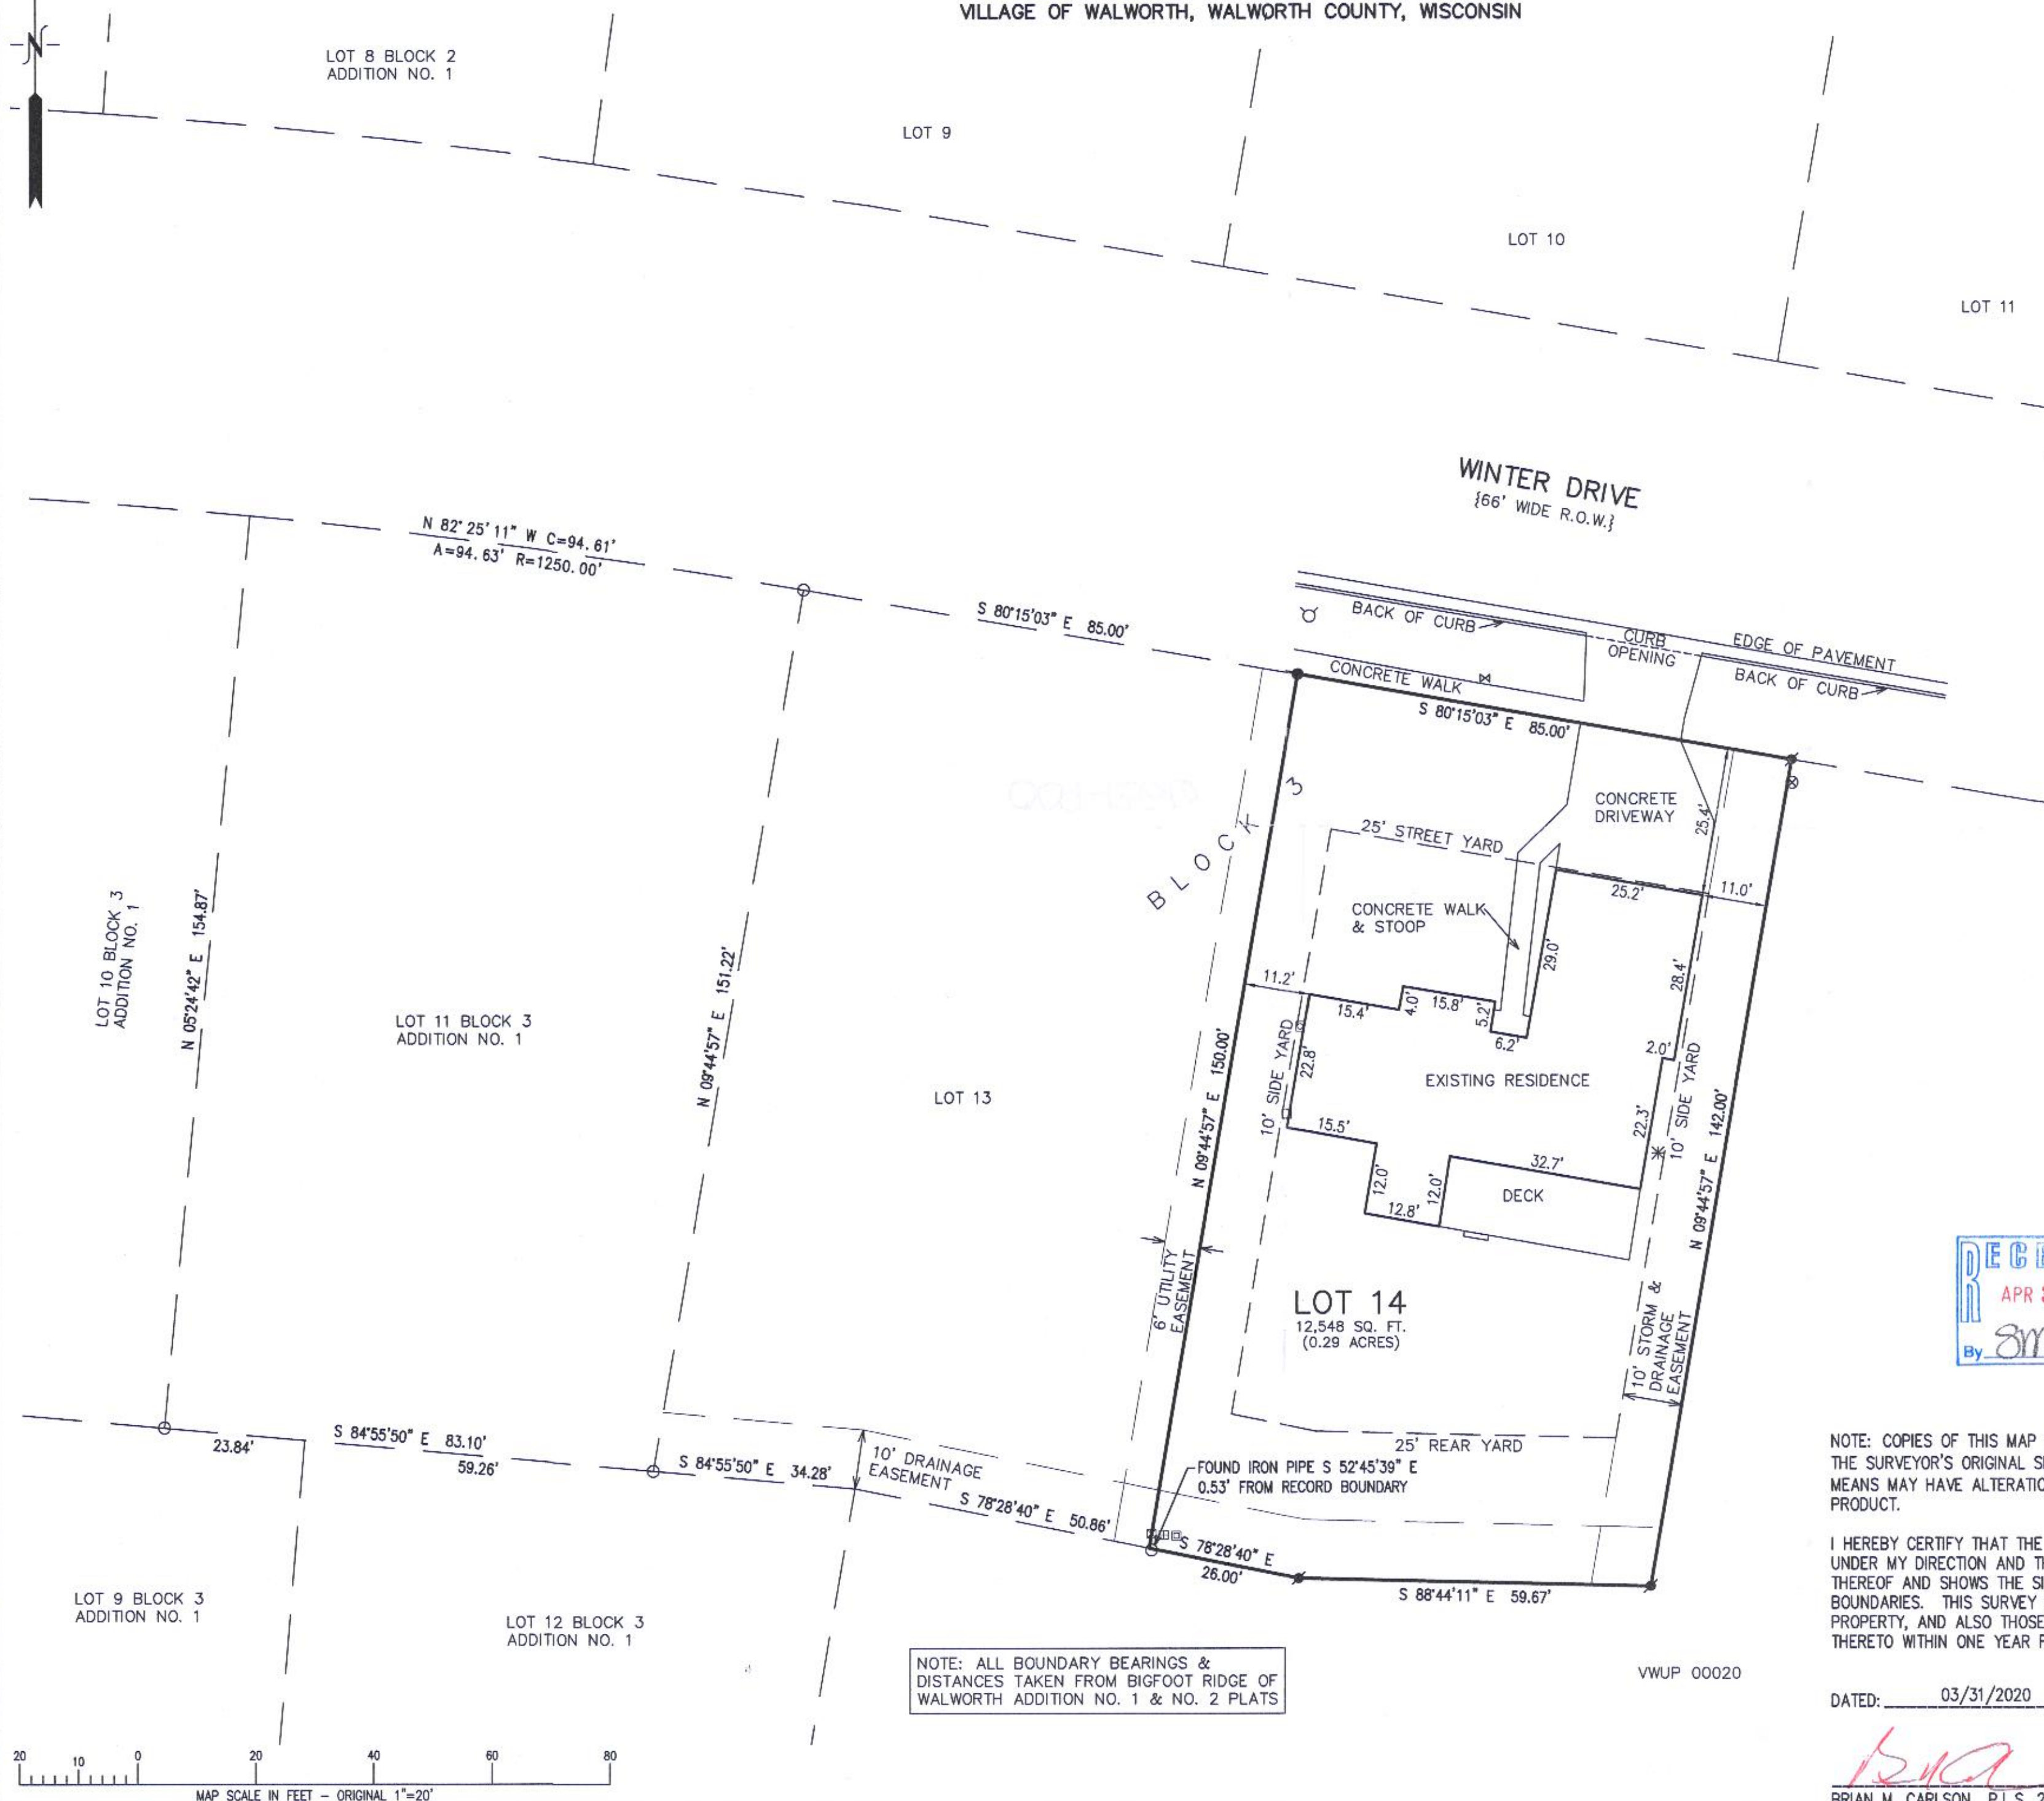 VILLAGE OF WALWORTH, WALWORTH COUNTY, WISCONSIN
N
LOT 8 BLOCK 2
ADDITION NO. 1
LOT 9
LOT 10
LOT 11
WINTER DRIVE
{66' WIDE R.O.W.}
N 82°25'11" W C=94.61'
A=94.63' R=1250.00'
S 80°15'03" E 85.00'
BACK OF CURB
CURB
OPENING
EDGE OF PAVEMENT
BACK OF CURB
CONCRETE WALK
S 80°15'03" E 85.00'
BLOCK 3
CONCRETE
DRIVEWAY
25.4'
25' STREET YARD
25.2'
11.0'
CONCRETE WALK
& STOOP
29.0'
28.4'
11.2'
15.4'
4.0'
15.8'
5.2'
6.2'
2.0'
LOT 10 BLOCK 3
ADDITION NO. 1
N 05°24'42" E 154.87'
LOT 11 BLOCK 3
ADDITION NO. 1
N 09°44'57" E 151.22'
LOT 13
N 09°44'57" E 150.00'
10' SIDE YARD
22.8'
EXISTING RESIDENCE
22.3'
10' SIDE YARD
N 09°44'57" E 142.00'
15.5'
12.0'
12.8'
12.0'
32.7'
DECK
6' UTILITY
EASEMENT
LOT 14
12,548 SQ. FT.
(0.29 ACRES)
10' STORM &
DRAINAGE
EASEMENT
APR
By SM
25' REAR YARD
23.84'
S 84°55'50" E 83.10'
59.26'
S 84°55'50" E 34.28'
10' DRAINAGE
EASEMENT
S 78°28'40" E 50.86'
FOUND IRON PIPE S 52°45'39" E
0.53' FROM RECORD BOUNDARY
S 78°28'40" E
26.00'
S 88°44'11" E 59.67'
NOTE: COPIES OF THIS MAP
THE SURVEYOR'S ORIGINAL
MEANS MAY HAVE
PRODUCT.
I HEREBY CERTIFY THAT THE
UNDER MY DIRECTION AND
THEREOF AND SHOWS THE
BOUNDARIES. THIS SURVEY
PROPERTY, AND ALSO THOSE
THERETO WITHIN ONE YEAR
LOT 9 BLOCK 3
ADDITION NO. 1
LOT 12 BLOCK 3
ADDITION NO. 1
NOTE: ALL BOUNDARY BEARINGS &
DISTANCES TAKEN FROM BIGFOOT RIDGE OF
WALWORTH ADDITION NO. 1 & NO. 2 PLATS
VWUP 00020
DATED: 03/31/2020
BRIAN M. CARLSON P.L.S.
20 10 0 20 40 60 80
MAP SCALE IN FEET – ORIGINAL 1"=20'